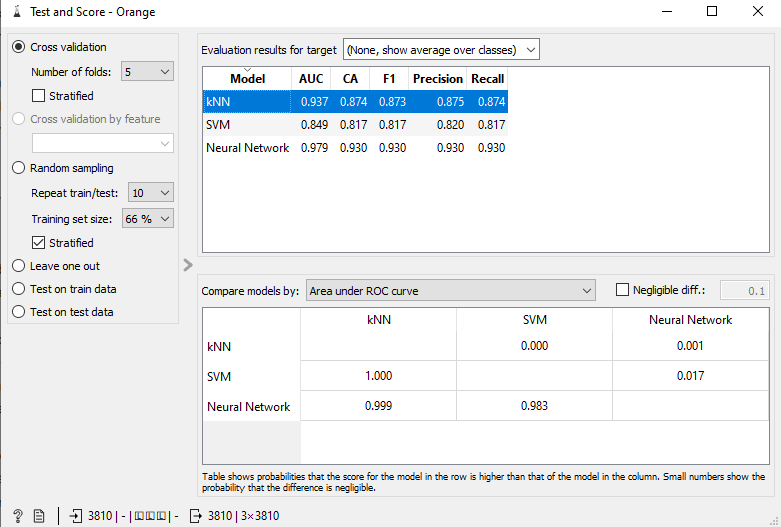 Test and Score - Orange
Cross validation
Number of folds: 5
Stratified
Cross validation by feature
Random sampling
Repeat train/test: 10
Training set size: 66 %
Stratified
Leave one out
Test on train data
Test on test data
Evaluation results for target (None, show average over classes)
Model AUC CA F1 Precision Recall
kNN 0.937 0.874 0.873 0.875 0.874
SVM 0.849 0.817 0.817 0.820 0.817
Neural Network 0.979 0.930 0.930 0.930 0.930
Compare models by: Area under ROC curve Negligible diff.: 0.1
kNN SVM Neural Network
kNN 0.000 0.001
SVM 1.000 0.017
Neural Network 0.999 0.983
Table shows probabilities that the score for the model in the row is higher than that of the model in the column. Small numbers show the
probability that the difference is negligible.
? 3810 | - | | - 3810 | 3×3810